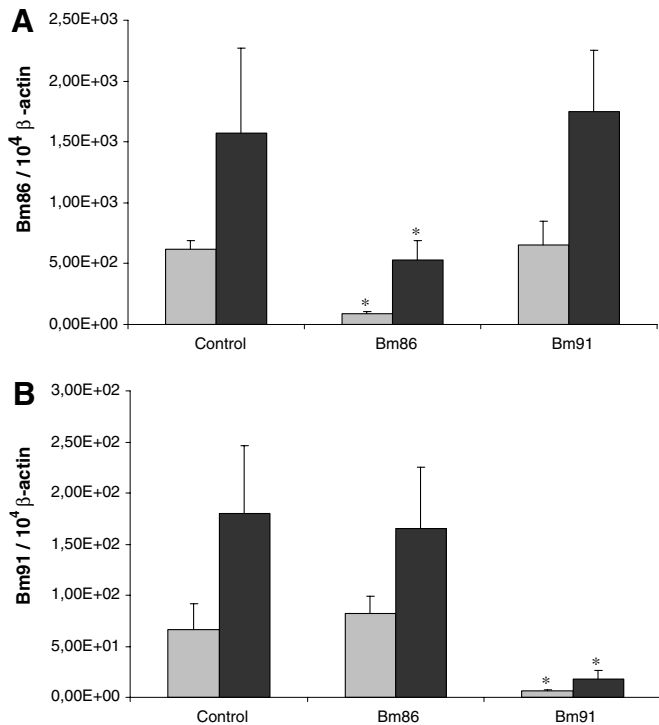 A
2,50E+03
2,00E+03
1,50E+03
1,00E+03
5,00E+02
0,00E+00
Bm86 / 10⁴ β-actin
*
*
Control Bm86 Bm91
B
3,00E+02
2,50E+02
2,00E+02
1,50E+02
1,00E+02
5,00E+01
0,00E+00
Bm91 / 10⁴ β-actin
*
*
Control Bm86 Bm91